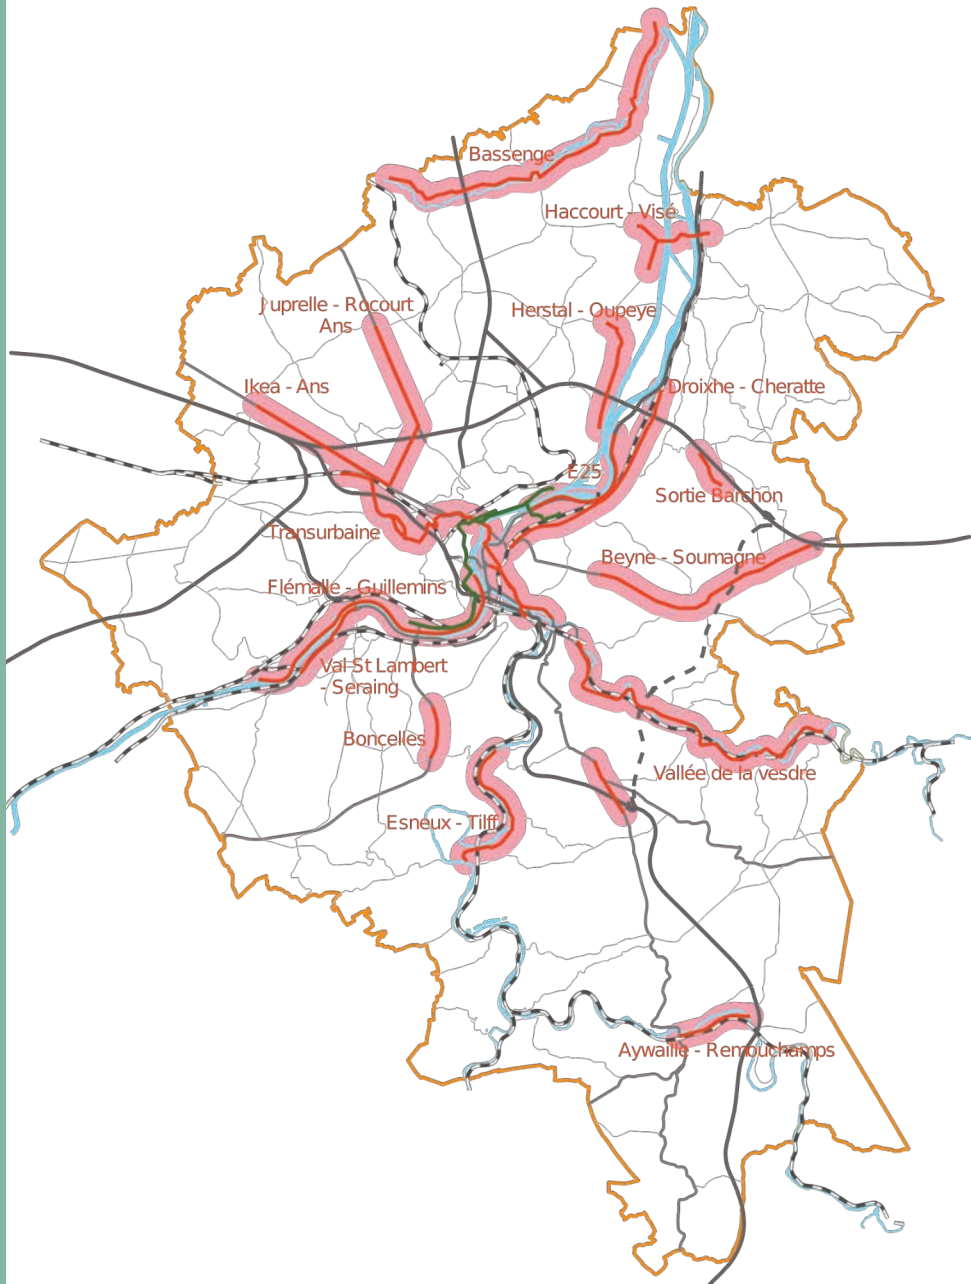 Bassenge
Haccourt - Visé
Juprelle - Rocourt
Ans
Herstal - Oupeye
Ikea - Ans
Droixhe - Cheratte
E25
Sortie Barchon
Transurbaine
Beyne - Soumagne
Flémalle - Guillemins
Val St Lambert
- Seraing
Boncelles
Vallée de la vesdre
Esneux - Tilff
Aywaille - Remouchamps